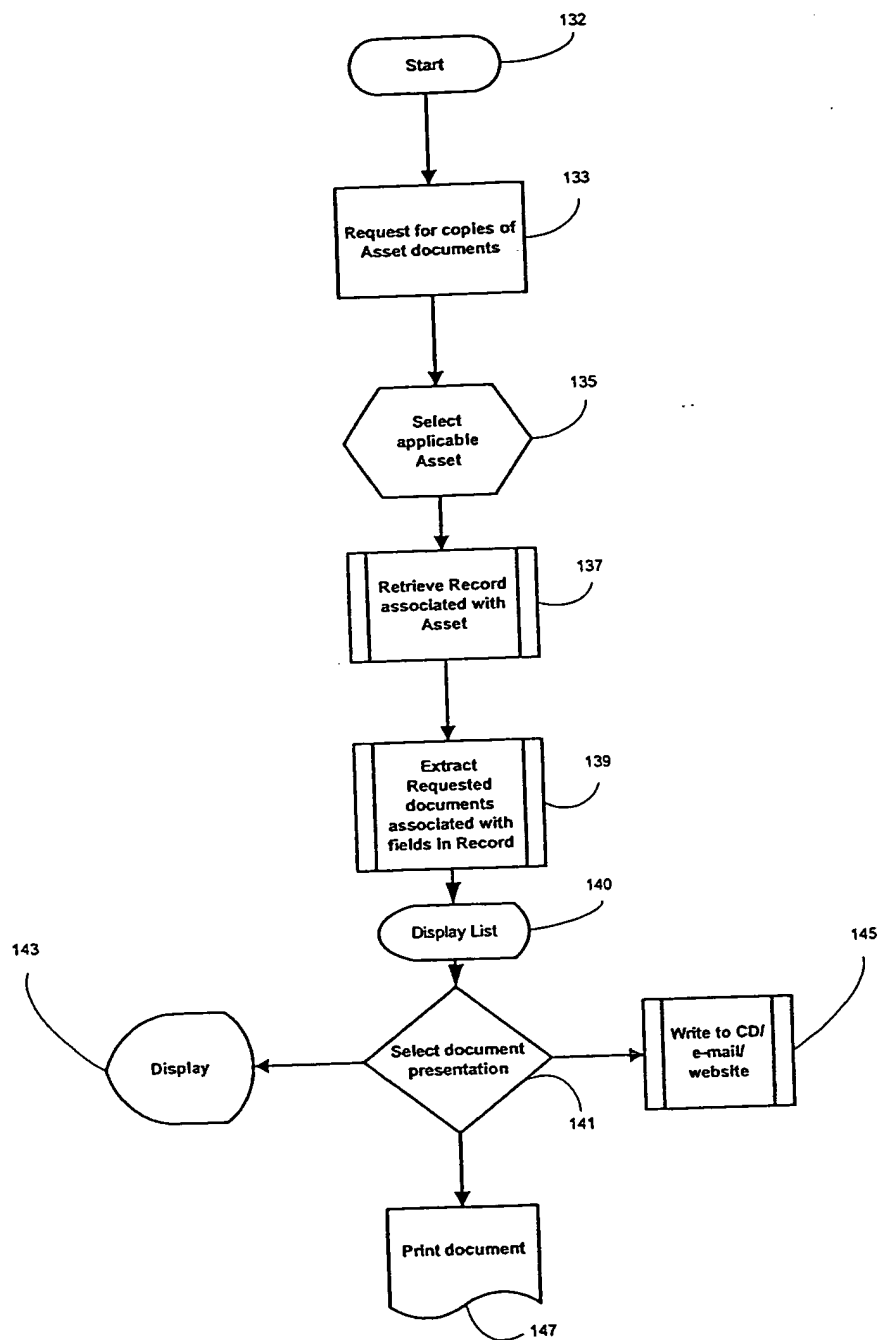 132
Start
133
Request for copies of
Asset documents
135
Select
applicable
Asset
137
Retrieve Record
associated with
Asset
139
Extract
Requested
documents
associated with
fields in Record
140
Display List
143
145
Display
Select document
presentation
Write to CD/
e-mail/
website
141
Print document
147